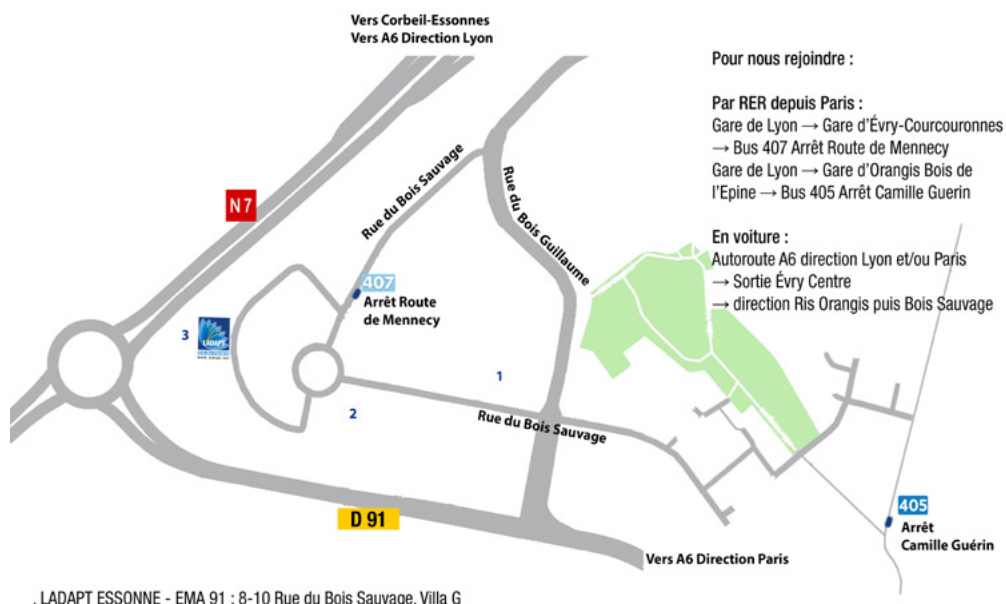 Vers Corbeil-Essonnes
Vers A6 Direction Lyon
Pour nous rejoindre :
Par RER depuis Paris :
Gare de Lyon → Gare d'Évry-Courcouronnes
→ Bus 407 Arrêt Route de Mennecy
Gare de Lyon → Gare d'Orangis Bois de
l'Epine → Bus 405 Arrêt Camille Guerin
En voiture :
Autoroute A6 direction Lyon et/ou Paris
→ Sortie Évry Centre
→ direction Ris Orangis puis Bois Sauvage
N 7
Rue du Bois Sauvage
Rue du Bois Guillaume
407
Arrêt Route
de Mennecy
3
LADAPT
1
2
Rue du Bois Sauvage
D 91
405
Arrêt
Camille Guérin
Vers A6 Direction Paris
. LADAPT ESSONNE - EMA 91 : 8-10 Rue du Bois Sauvage, Villa G